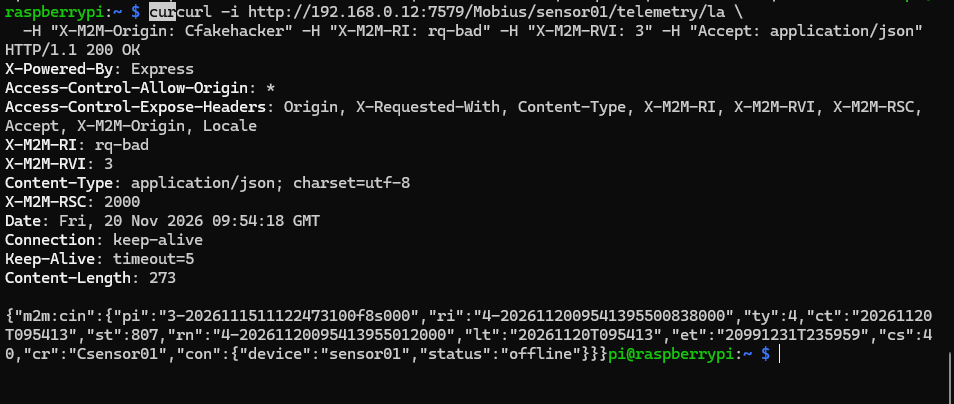 raspberrypi:~ $ curcurl -i http://192.168.0.12:7579/Mobius/sensor01/telemetry/la \
-H "X-M2M-Origin: Cfakehacker" -H "X-M2M-RI: rq-bad" -H "X-M2M-RVI: 3" -H "Accept: application/json"
HTTP/1.1 200 OK
X-Powered-By: Express
Access-Control-Allow-Origin: *
Access-Control-Expose-Headers: Origin, X-Requested-With, Content-Type, X-M2M-RI, X-M2M-RVI, X-M2M-RSC,
Accept, X-M2M-Origin, Locale
X-M2M-RI: rq-bad
X-M2M-RVI: 3
Content-Type: application/json; charset=utf-8
X-M2M-RSC: 2000
Date: Fri, 20 Nov 2026 09:54:18 GMT
Connection: keep-alive
Keep-Alive: timeout=5
Content-Length: 273

{"m2m:cin":{"pi":"3-2026111511122473100f8s000","ri":"4-2026112009541395500838000","ty":4,"ct":"20261120
T095413","st":807,"rn":"4-20261120095413955012000","lt":"20261120T095413","et":"20991231T235959","cs":4
0,"cr":"Csensor01","con":{"device":"sensor01","status":"offline"}}}pi@raspberrypi:~ $